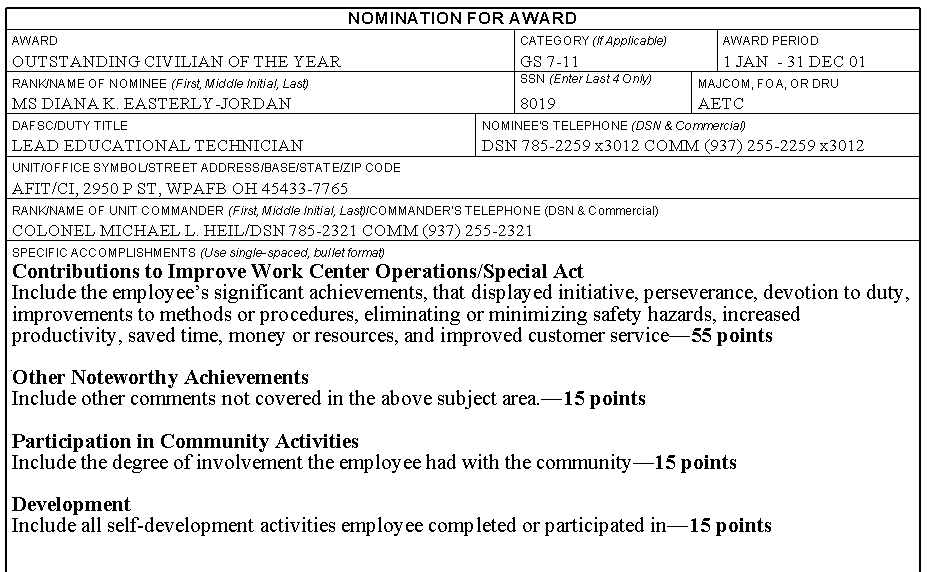 NOMINATION FOR AWARD
AWARD
OUTSTANDING CIVILIAN OF THE YEAR
CATEGORY (If Applicable)
GS 7-11
AWARD PERIOD
1 JAN - 31 DEC 01
RANK/NAME OF NOMINEE (First, Middle Initial, Last)
MS DIANA K. EASTERLY-JORDAN
SSN (Enter Last 4 Only)
8019
MAJCOM, FOA, OR DRU
AETC
DAFSC/DUTY TITLE
LEAD EDUCATIONAL TECHNICIAN
NOMINEE'S TELEPHONE (DSN & Commercial)
DSN 785-2259 x3012 COMM (937) 255-2259 x3012
UNIT/OFFICE SYMBOL/STREET ADDRESS/BASE/STATE/ZIP CODE
AFIT/CI, 2950 P ST, WPAFB OH 45433-7765
RANK/NAME OF UNIT COMMANDER (First, Middle Initial, Last)/COMMANDER'S TELEPHONE (DSN & Commercial)
COLONEL MICHAEL L. HEIL/DSN 785-2321 COMM (937) 255-2321
SPECIFIC ACCOMPLISHMENTS (Use single-spaced, bullet format)
Contributions to Improve Work Center Operations/Special Act
Include the employee's significant achievements, that displayed initiative, perseverance, devotion to duty,
improvements to methods or procedures, eliminating or minimizing safety hazards, increased
productivity, saved time, money or resources, and improved customer service—55 points
Other Noteworthy Achievements
Include other comments not covered in the above subject area.—15 points
Participation in Community Activities
Include the degree of involvement the employee had with the community—15 points
Development
Include all self-development activities employee completed or participated in—15 points